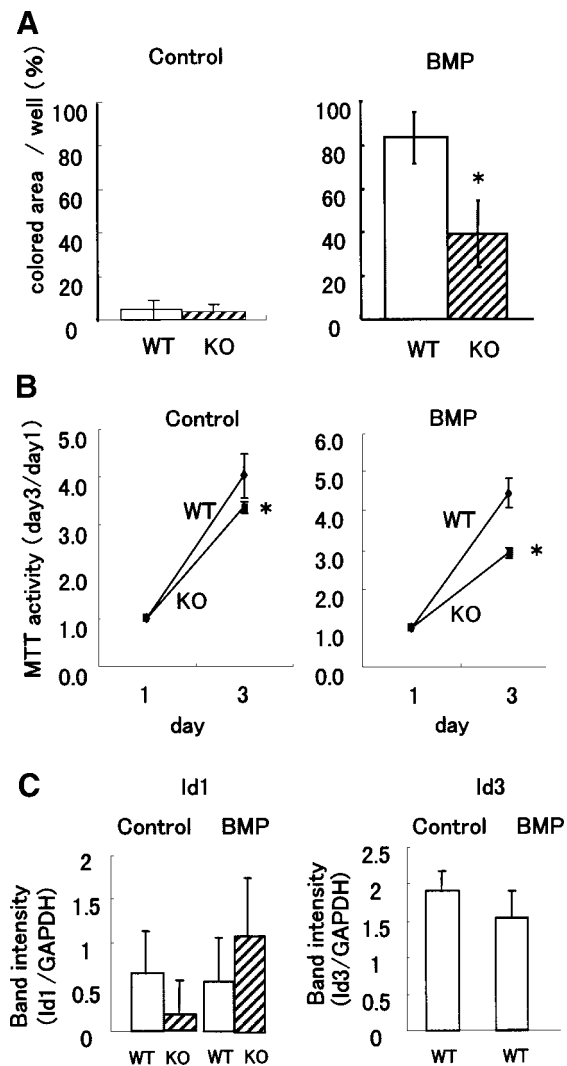 A
Control
BMP
colored area / well (%)
100
80
60
40
20
0
WT KO
100
80
60
40
20
0
*
WT KO
B
Control
BMP
MTT activity (day3/day1)
5.0
4.0
3.0
2.0
1.0
0.0
WT
*
KO
1 3
day
6.0
5.0
4.0
3.0
2.0
1.0
0.0
WT
*
KO
1 3
day
C
Id1
Id3
Control BMP
Control BMP
Band intensity
(Id1/GAPDH)
2
1.5
1
0.5
0
WT KO WT KO
Band intensity
(Id3/GAPDH)
2.5
2
1.5
1
0.5
0
WT WT